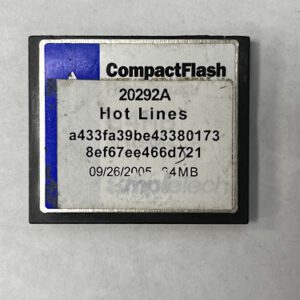 CompactFlash
20292A
Hot Lines
a433fa39be43380173
8ef67ee466d721
09/26/2005 64MB